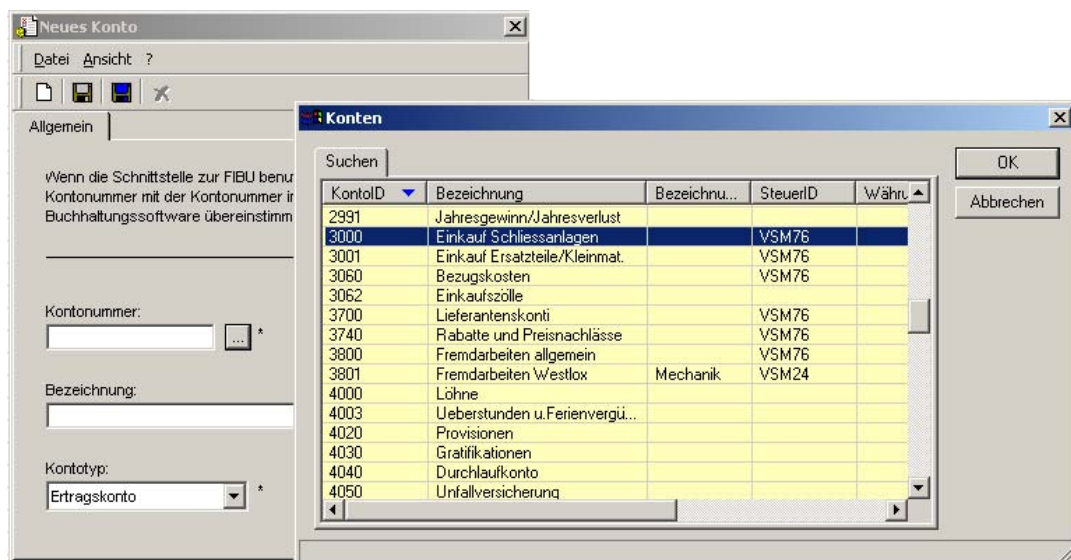 Neues Konto
Datei Ansicht ?
Allgemein
Wenn die Schnittstelle zur FIBU benu
Kontonummer mit der Kontonummer in
Buchhaltungssoftware übereinstimm
Kontonummer:
... *
Bezeichnung:
Kontotyp:
Ertragskonto *
Konten
Suchen
OK
Abbrechen
KontoID Bezeichnung Bezeichnu... SteuerID Währu
2991 Jahresgewinn/Jahresverlust
3000 Einkauf Schliessanlagen VSM76
3001 Einkauf Ersatzteile/Kleinmat. VSM76
3060 Bezugskosten VSM76
3062 Einkaufszölle
3700 Lieferantenskonti VSM76
3740 Rabatte und Preisnachlässe VSM76
3800 Fremdarbeiten allgemein VSM76
3801 Fremdarbeiten Westlox Mechanik VSM24
4000 Löhne
4003 Ueberstunden u.Ferienvergü...
4020 Provisionen
4030 Gratifikationen
4040 Durchlaufkonto
4050 Unfallversicherung